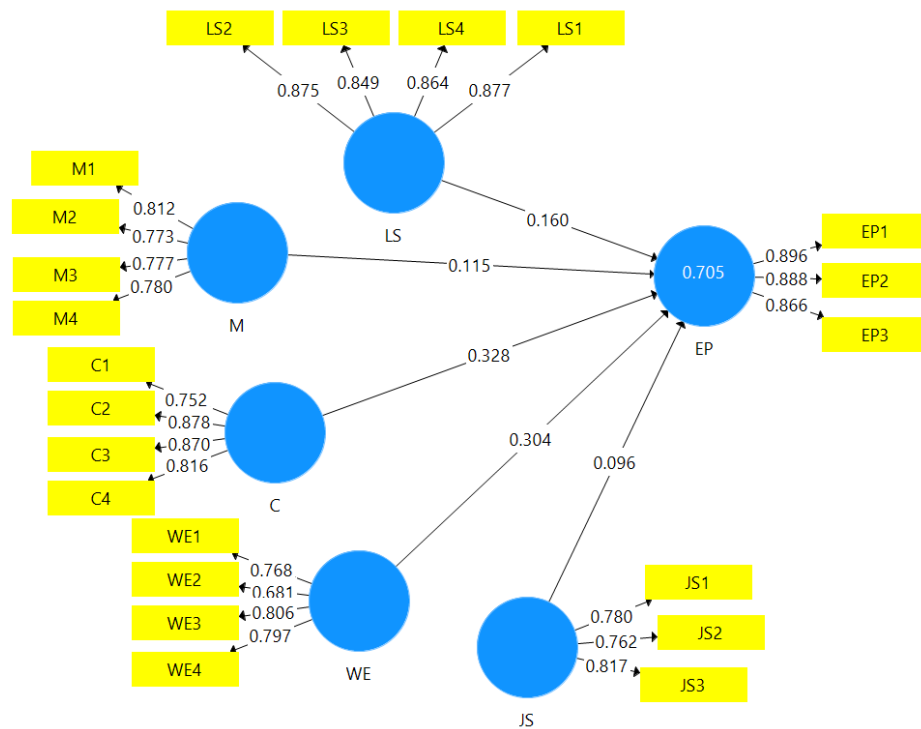 LS2 LS3 LS4 LS1
0.875 0.849 0.864 0.877
LS
M1
M2
M3
M4
0.812
0.773
0.777
0.780
M
0.160
0.115
0.705
EP
0.896
0.888
0.866
EP1
EP2
EP3
C1
C2
C3
C4
0.752
0.878
0.870
0.816
C
0.328
0.304
0.096
WE1
WE2
WE3
WE4
0.768
0.681
0.806
0.797
WE
0.780
0.762
0.817
JS1
JS2
JS3
JS